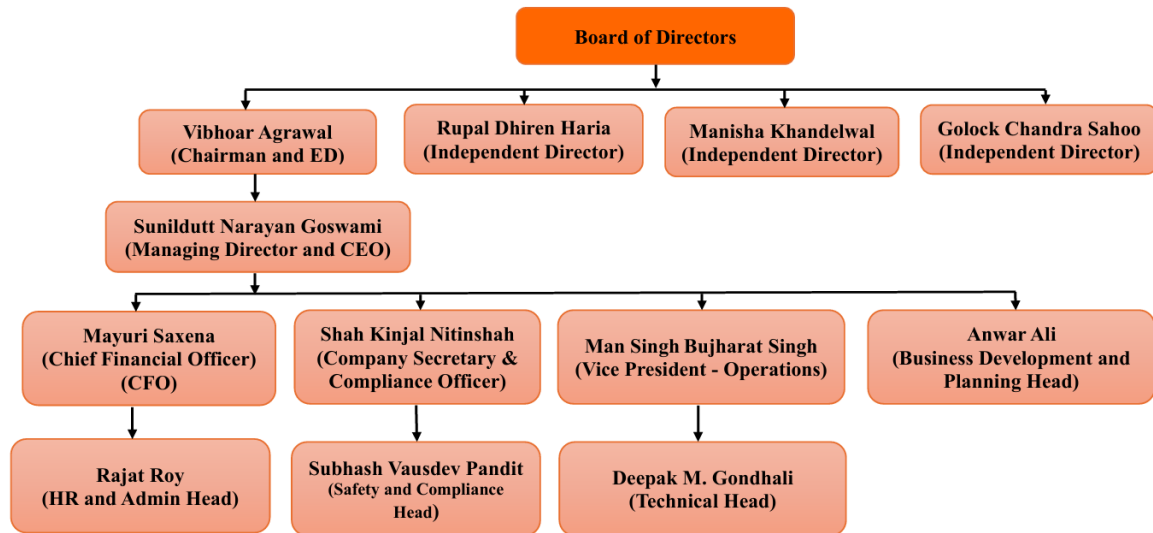 Board of Directors
Vibhoar Agrawal
(Chairman and ED)
Rupal Dhiren Haria
(Independent Director)
Manisha Khandelwal
(Independent Director)
Golock Chandra Sahoo
(Independent Director)
Sunildutt Narayan Goswami
(Managing Director and CEO)
Mayuri Saxena
(Chief Financial Officer)
(CFO)
Shah Kinjal Nitinshah
(Company Secretary &
Compliance Officer)
Man Singh Bujharat Singh
(Vice President - Operations)
Anwar Ali
(Business Development and
Planning Head)
Rajat Roy
(HR and Admin Head)
Subhash Vausdev Pandit
(Safety and Compliance
Head)
Deepak M. Gondhali
(Technical Head)